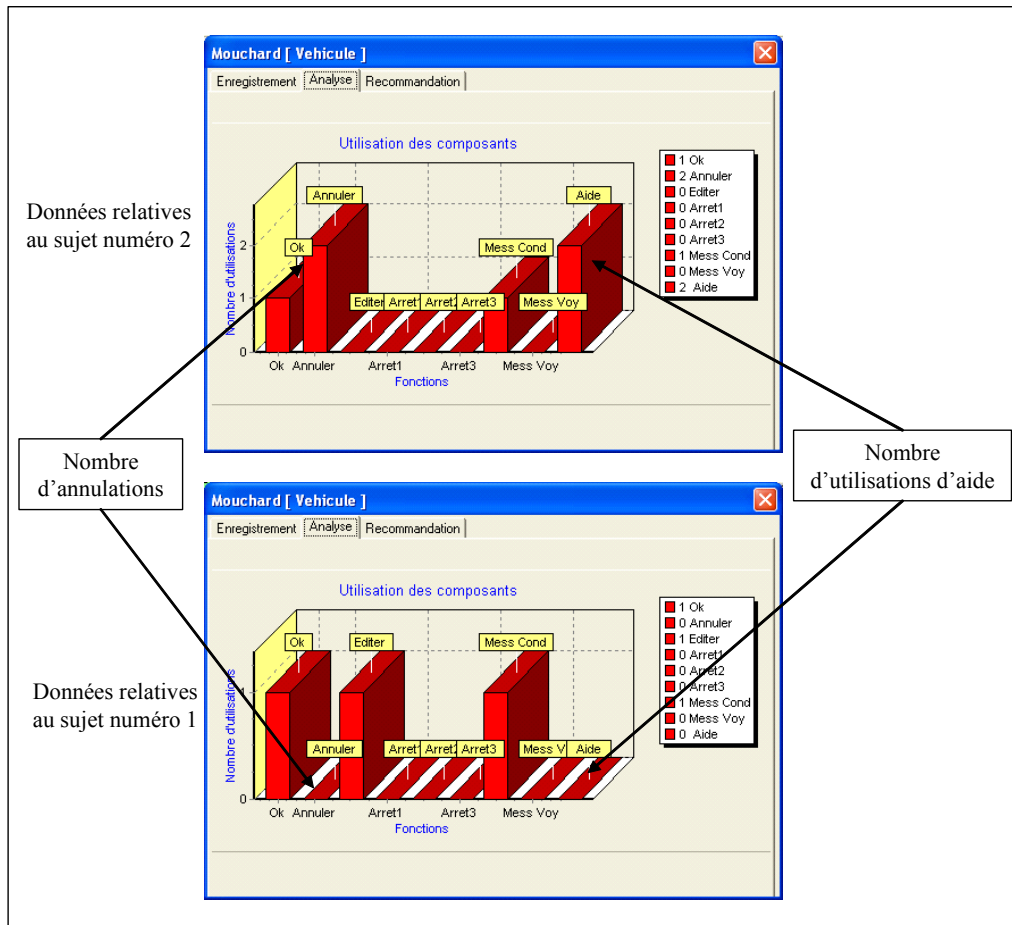 Mouchard [ Vehicule ]
Enregistrement Analyse Recommandation
Utilisation des composants
Données relatives
au sujet numéro 2
Nombre d'utilisations
2
1
0
Ok
Annuler
Editer
Arret1
Arret2
Arret3
Mess Cond
Mess Voy
Aide
Ok Annuler Arret1 Arret3 Mess Voy
Fonctions
1 Ok
2 Annuler
0 Editer
0 Arret1
0 Arret2
0 Arret3
1 Mess Cond
0 Mess Voy
2 Aide
Nombre
d'annulations
Nombre
d'utilisations d'aide
Mouchard [ Vehicule ]
Enregistrement Analyse Recommandation
Utilisation des composants
Données relatives
au sujet numéro 1
Nombre d'utilisations
1
0
Ok
Annuler
Editer
Arret1
Arret2
Arret3
Mess Cond
Mess V
Aide
Ok Annuler Arret1 Arret3 Mess Voy
Fonctions
1 Ok
0 Annuler
1 Editer
0 Arret1
0 Arret2
0 Arret3
1 Mess Cond
0 Mess Voy
0 Aide